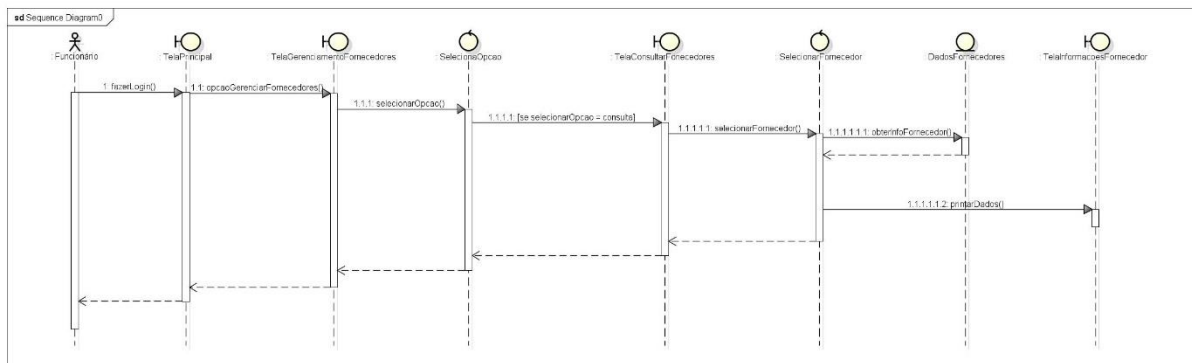 sd Sequence Diagram0
: Funcionário
: TelaPrincipal
TelaGerenciamentoFornecedores
: SelecionaOpcao
: TelaConsultarFonecedores
SelecionarFornecedor
: DadosFornecedores
: TelaInformacoesFornecedor
1: fazerLogin()
1.1: opcaoGerenciarFornecedores()
1.1.1: selecionarOpcao()
1.1.1.1: [se selecionarOpcao = consulta]
1.1.1.1.1: selecionarFornecedor()
1.1.1.1.1.1: obterInfoFornecedor()
1.1.1.1.1.2: printarDados()